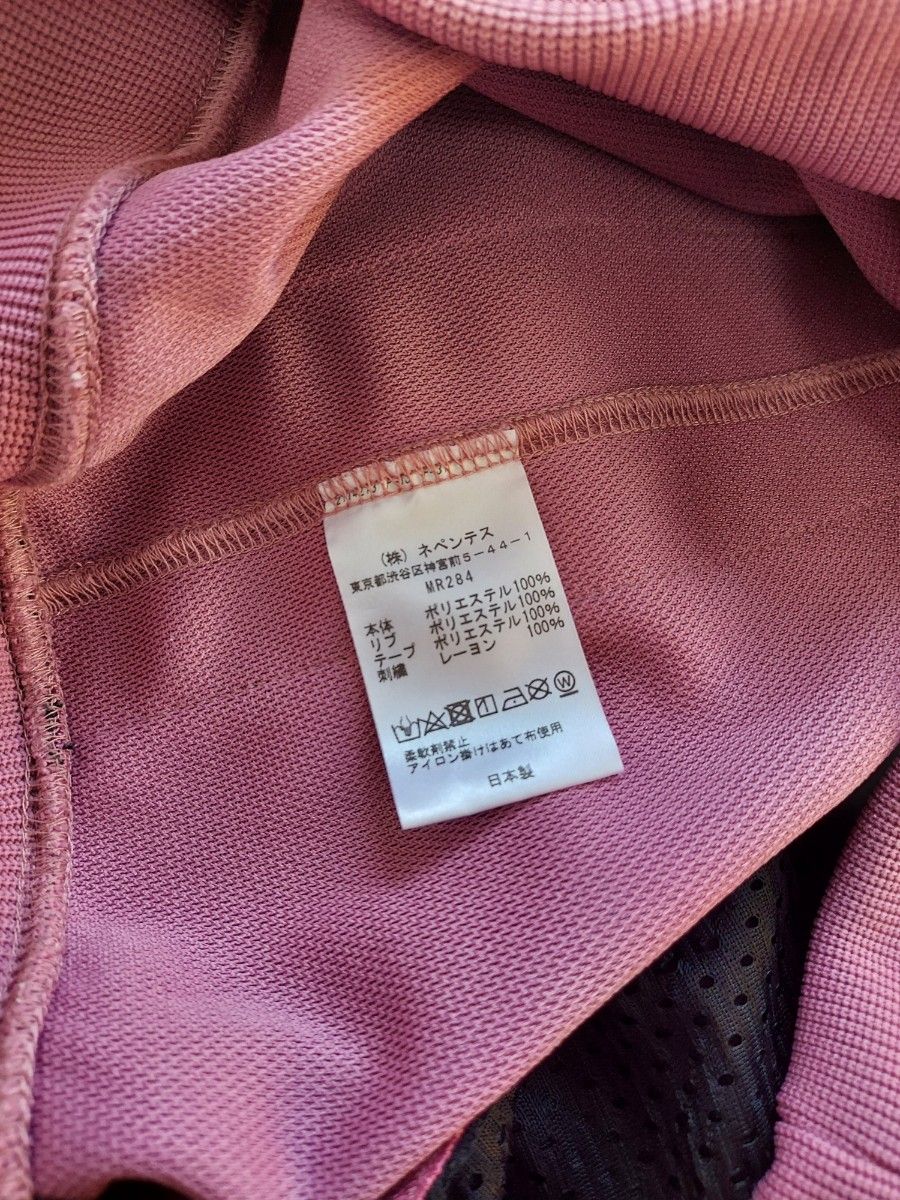 （株）ネペンテス
東京都渋谷区神宮前5-44-1
MR284
本体 ポリエステル100%
リブ ポリエステル100%
テープ ポリエステル100%
刺繍 レーヨン 100%
W
柔軟剤禁止
アイロン掛けはあて布使用
日本製